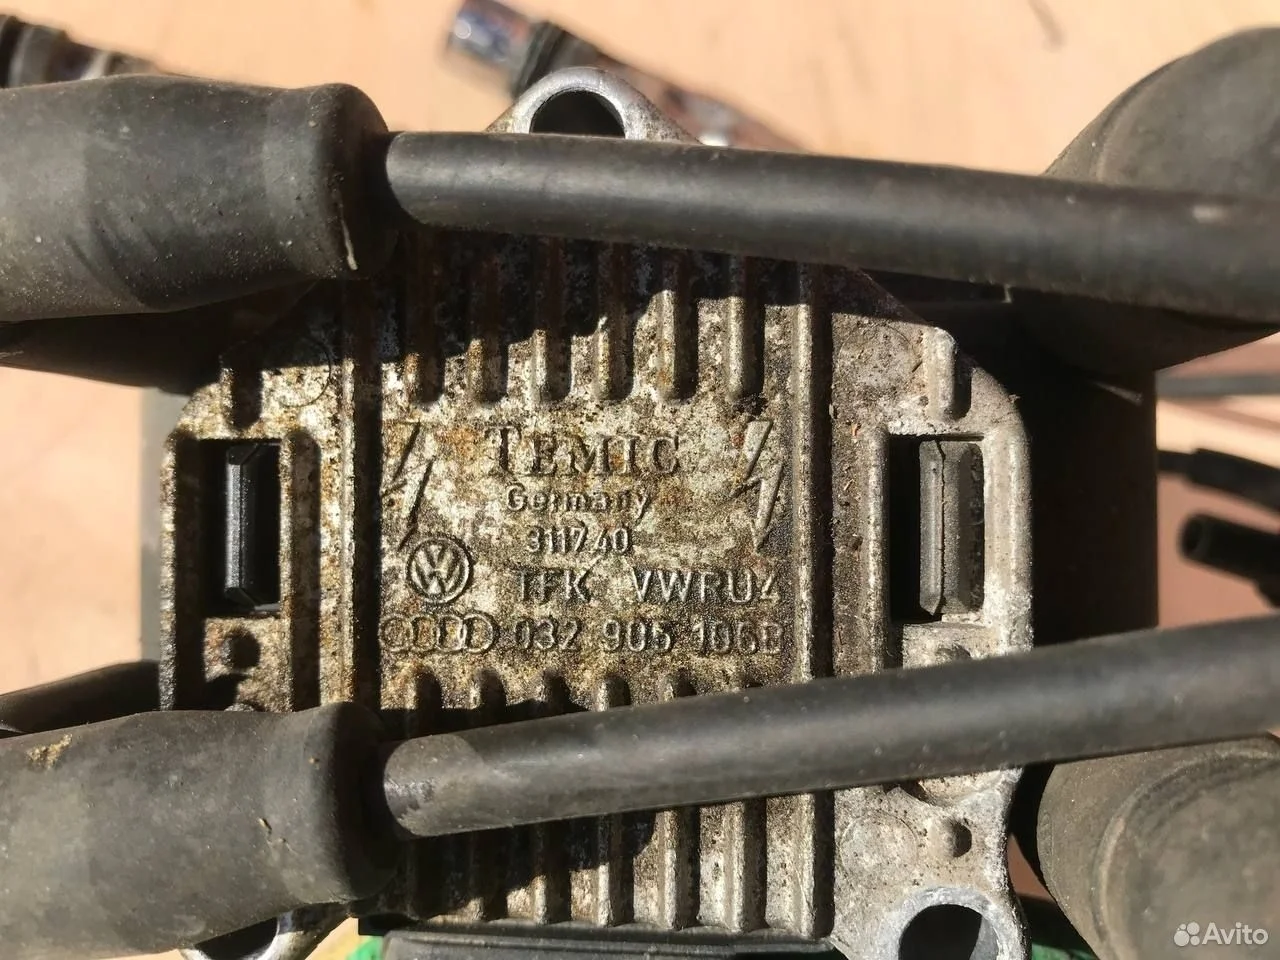 TEMIC
Germany
311740
TFK VWRU4
032 905 106B
Avito